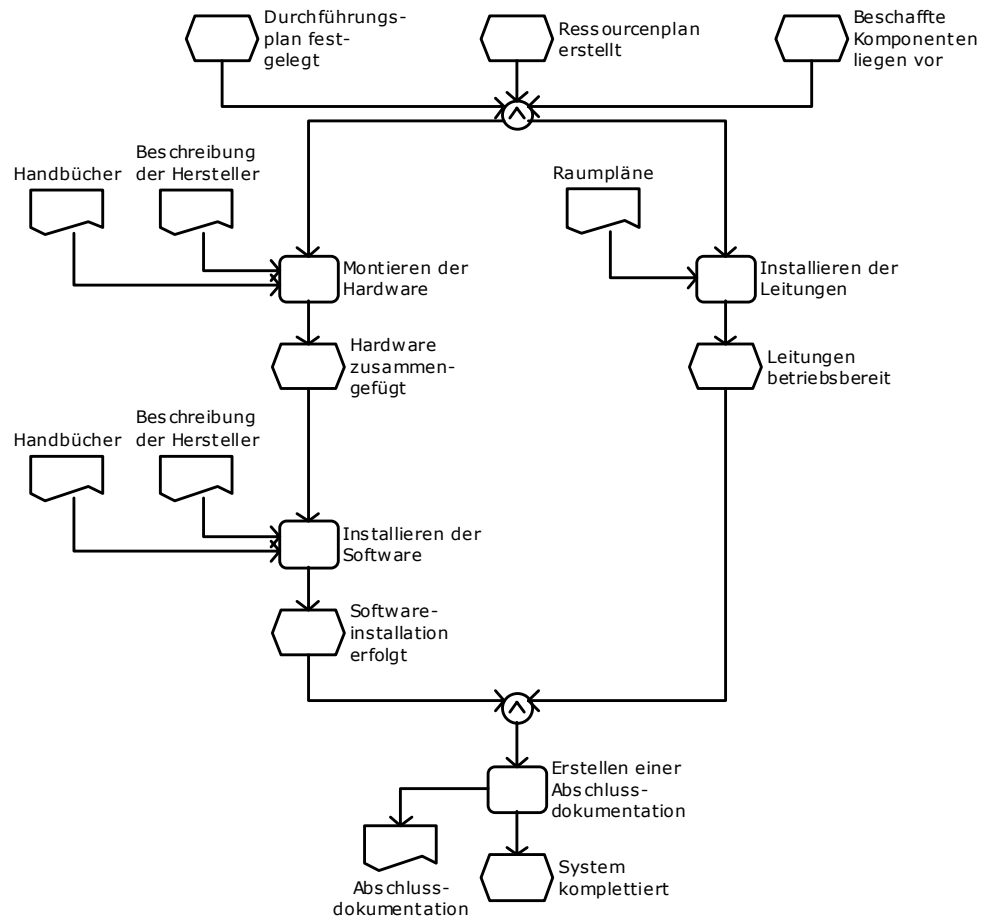 Durchführungs-
plan fest-
gelegt
Ressourcenplan
erstellt
Beschaffte
Komponenten
liegen vor
Handbücher
Beschreibung
der Hersteller
Raumpläne
Montieren der
Hardware
Installieren der
Leitungen
Hardware
zusammen-
gefügt
Leitungen
betriebsbereit
Handbücher
Beschreibung
der Hersteller
Installieren der
Software
Software-
installation
erfolgt
Erstellen einer
Abschluss-
dokumentation
Abschluss-
dokumentation
System
komplettiert